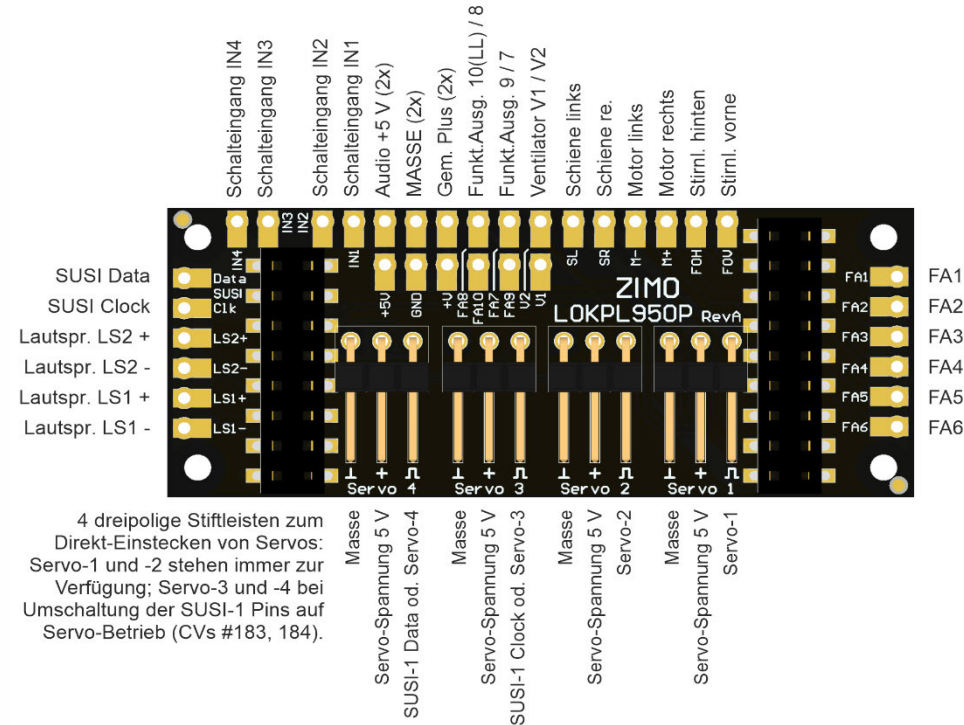 Schalteingang IN4
Schalteingang IN3
Schalteingang IN2
Schalteingang IN1
Audio +5 V (2x)
MASSE (2x)
Gem. Plus (2x)
Funkt.Ausg. 10(LL) / 8
Funkt.Ausg. 9 / 7
Ventilator V1 / V2
Schiene links
Schiene re.
Motor links
Motor rechts
Stirnl. hinten
Stirnl. vorne
IN4
IN3
IN2
IN1
SL
SR
M-
M+
FOH
FOV
+5V
GND
+V
FA8
FA10
FA7
FA9
V2
V1
ZIMO
LOKPL950P RevA
SUSI Data
SUSI Clock
Lautspr. LS2 +
Lautspr. LS2 -
Lautspr. LS1 +
Lautspr. LS1 -
Data
SUSI
Clk
LS2+
LS2-
LS1+
LS1-
FA1
FA2
FA3
FA4
FA5
FA6
FA1
FA2
FA3
FA4
FA5
FA6
+
+
+
+
Servo 4
Servo 3
Servo 2
Servo 1
4 dreipolige Stiftleisten zum
Direkt-Einstecken von Servos:
Servo-1 und -2 stehen immer zur
Verfügung; Servo-3 und -4 bei
Umschaltung der SUSI-1 Pins auf
Servo-Betrieb (CVs #183, 184).
Masse
Servo-Spannung 5 V
SUSI-1 Data od. Servo-4
Masse
Servo-Spannung 5 V
SUSI-1 Clock od. Servo-3
Masse
Servo-Spannung 5 V
Servo-2
Masse
Servo-Spannung 5 V
Servo-1